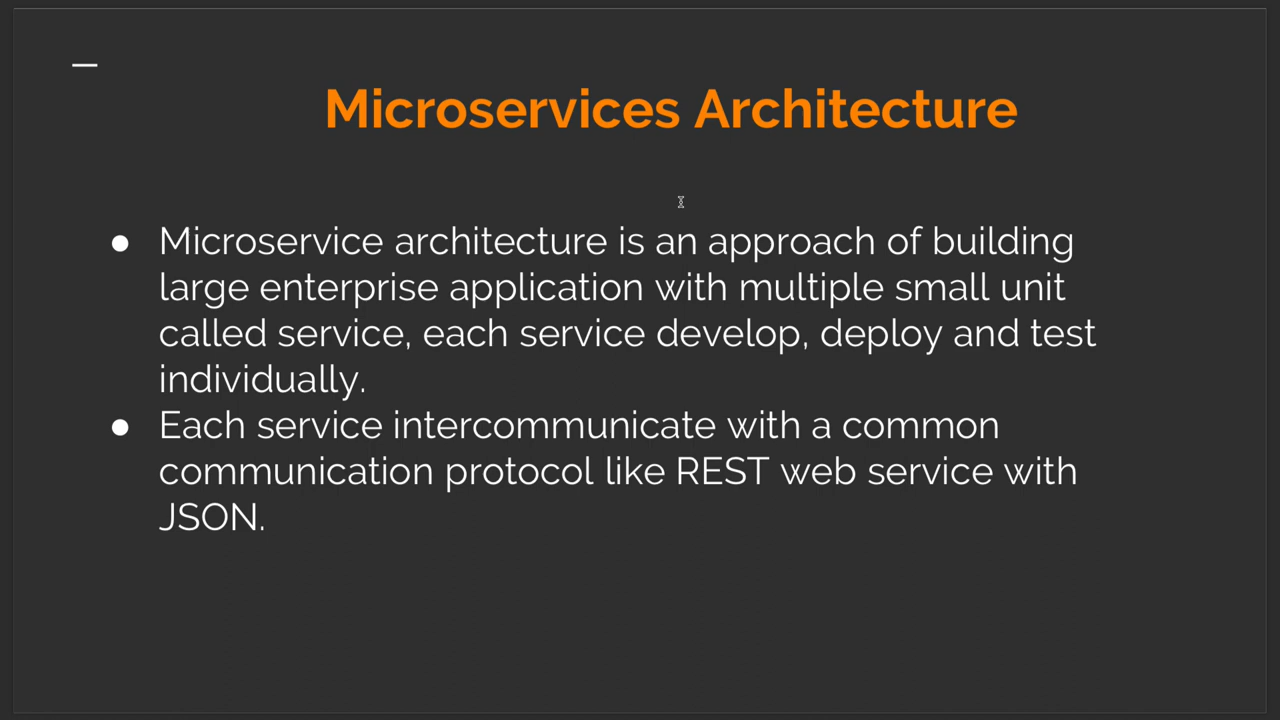 Microservices Architecture
● Microservice architecture is an approach of building
large enterprise application with multiple small unit
called service, each service develop, deploy and test
individually.
● Each service intercommunicate with a common
communication protocol like REST web service with
JSON.